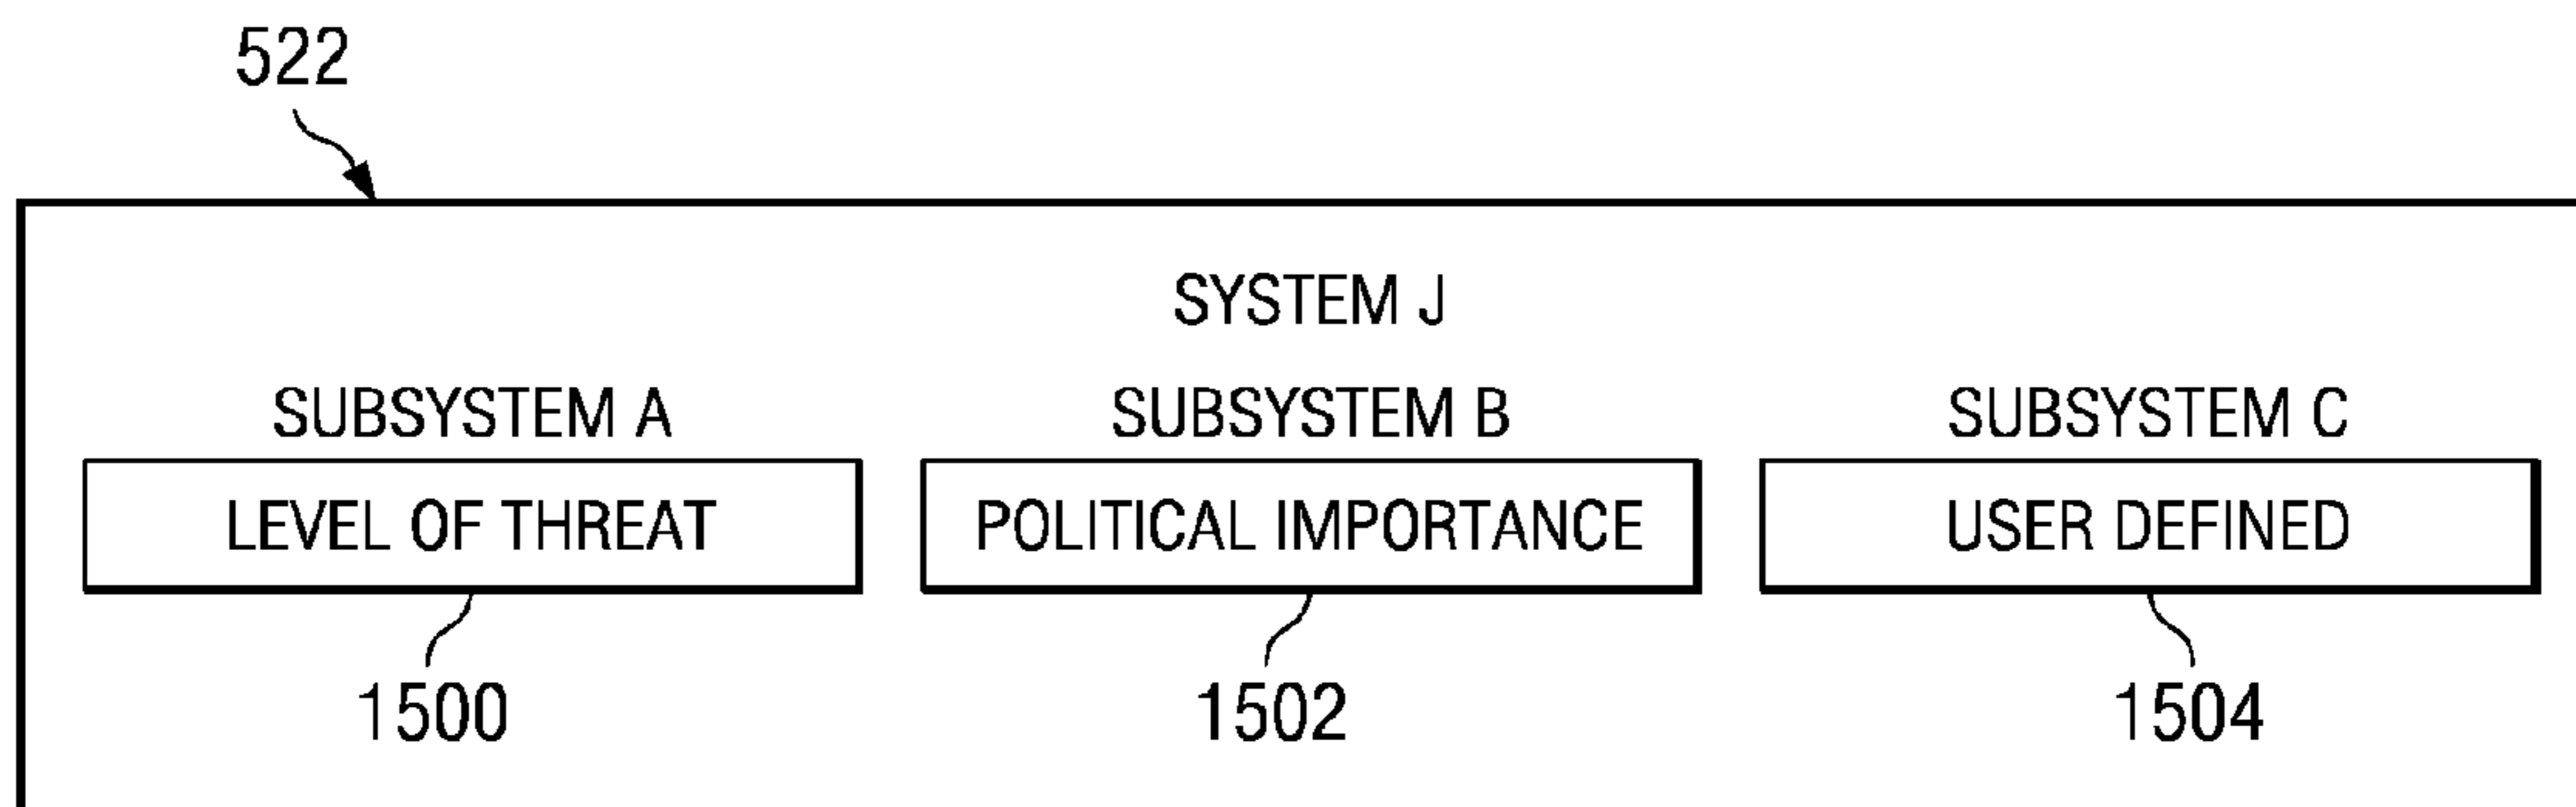 522
SYSTEM J
SUBSYSTEM A SUBSYSTEM B SUBSYSTEM C
LEVEL OF THREAT POLITICAL IMPORTANCE USER DEFINED
1500 1502 1504